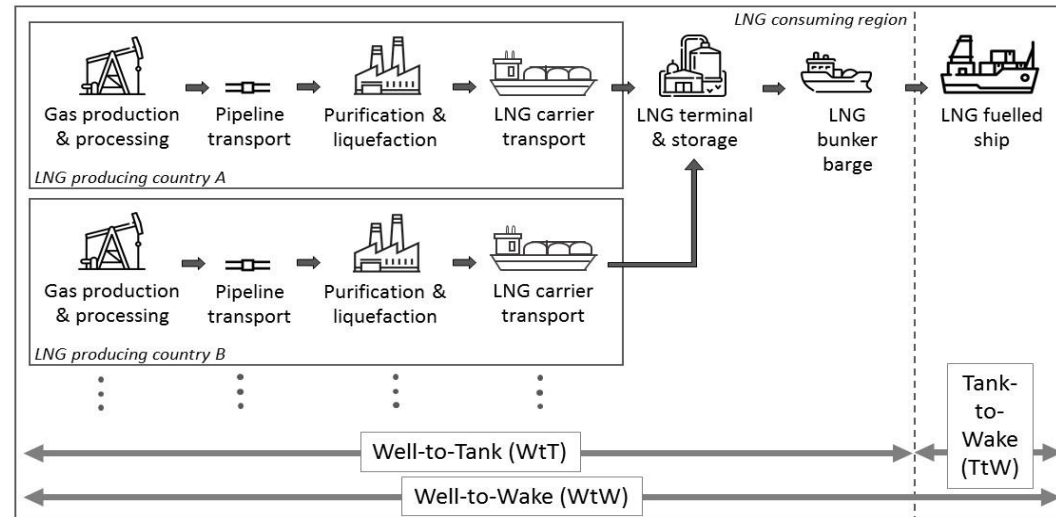 LNG consuming region
Gas production
& processing
Pipeline
transport
Purification &
liquefaction
LNG carrier
transport
LNG terminal
& storage
LNG
bunker
barge
LNG fuelled
ship
LNG producing country A
Gas production
& processing
Pipeline
transport
Purification &
liquefaction
LNG carrier
transport
LNG producing country B
Well-to-Tank (WtT)
Tank-
to-
Wake
(TtW)
Well-to-Wake (WtW)